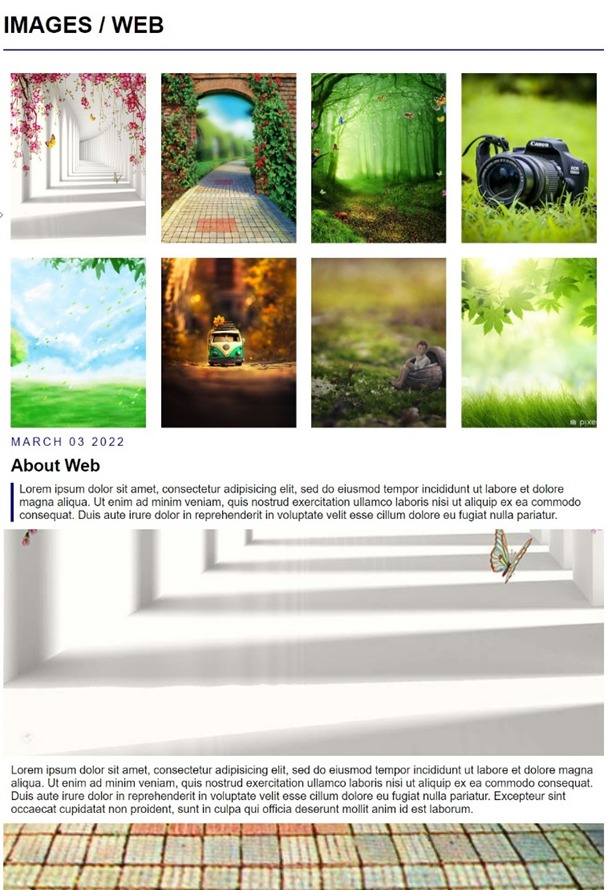 IMAGES / WEB
Canon
MARCH 03 2022
About Web
Lorem ipsum dolor sit amet, consectetur adipisicing elit, sed do eiusmod tempor incididunt ut labore et dolore
magna aliqua. Ut enim ad minim veniam, quis nostrud exercitation ullamco laboris nisi ut aliquip ex ea commodo
consequat. Duis aute irure dolor in reprehenderit in voluptate velit esse cillum dolore eu fugiat nulla pariatur.
Lorem ipsum dolor sit amet, consectetur adipisicing elit, sed do eiusmod tempor incididunt ut labore et dolore magna
aliqua. Ut enim ad minim veniam, quis nostrud exercitation ullamco laboris nisi ut aliquip ex ea commodo consequat.
Duis aute irure dolor in reprehenderit in voluptate velit esse cillum dolore eu fugiat nulla pariatur. Excepteur sint
occaecat cupidatat non proident, sunt in culpa qui officia deserunt mollit anim id est laborum.